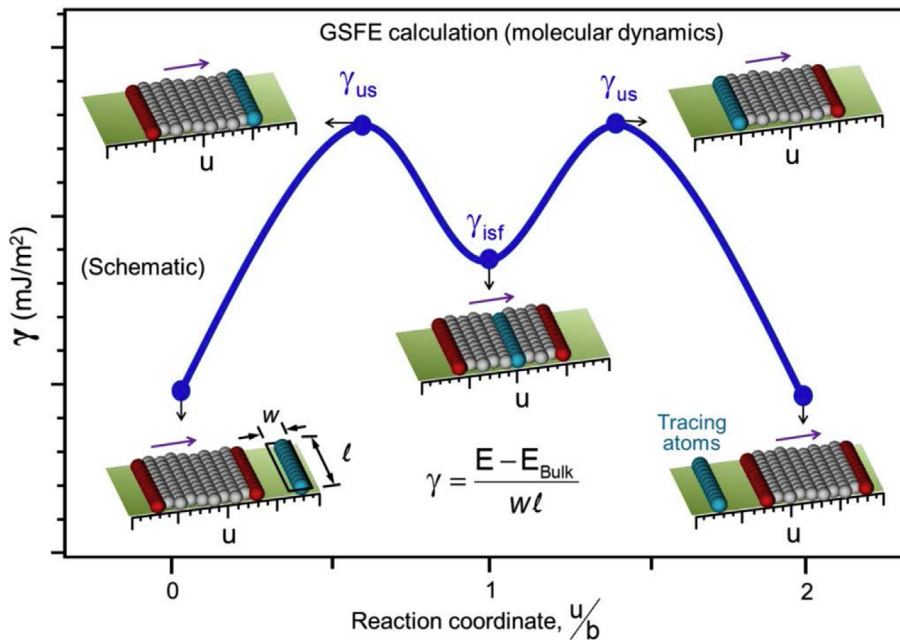 GSFE calculation (molecular dynamics)
γus
γus
u
u
γisf
(Schematic)
γ (mJ/m²)
u
Tracing
atoms
w
ℓ
γ = E − EBulk / wℓ
u
u
0
1
2
Reaction coordinate, u/b